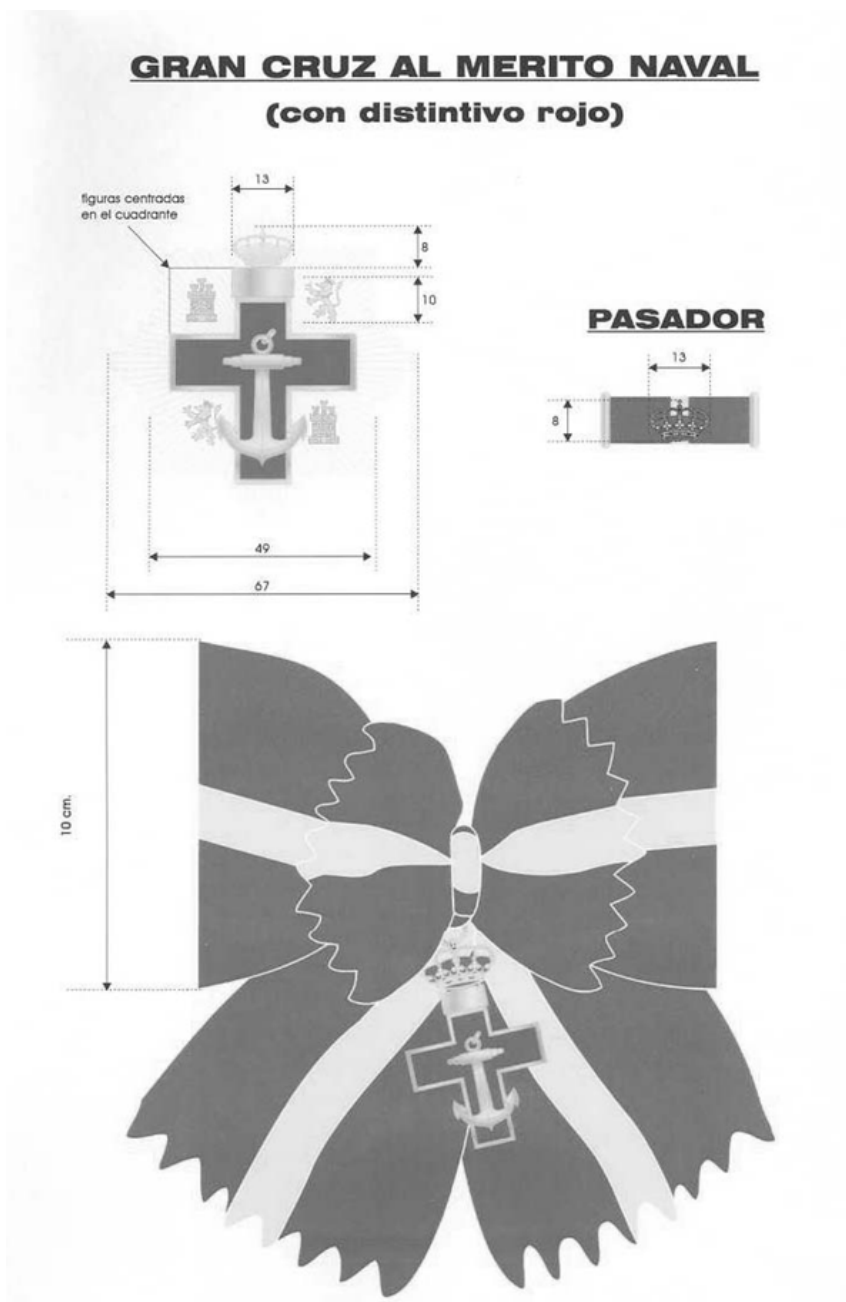 GRAN CRUZ AL MERITO NAVAL
(con distintivo rojo)
13
figuras centradas
en el cuadrante
8
10
PASADOR
13
8
49
67
10 cm.